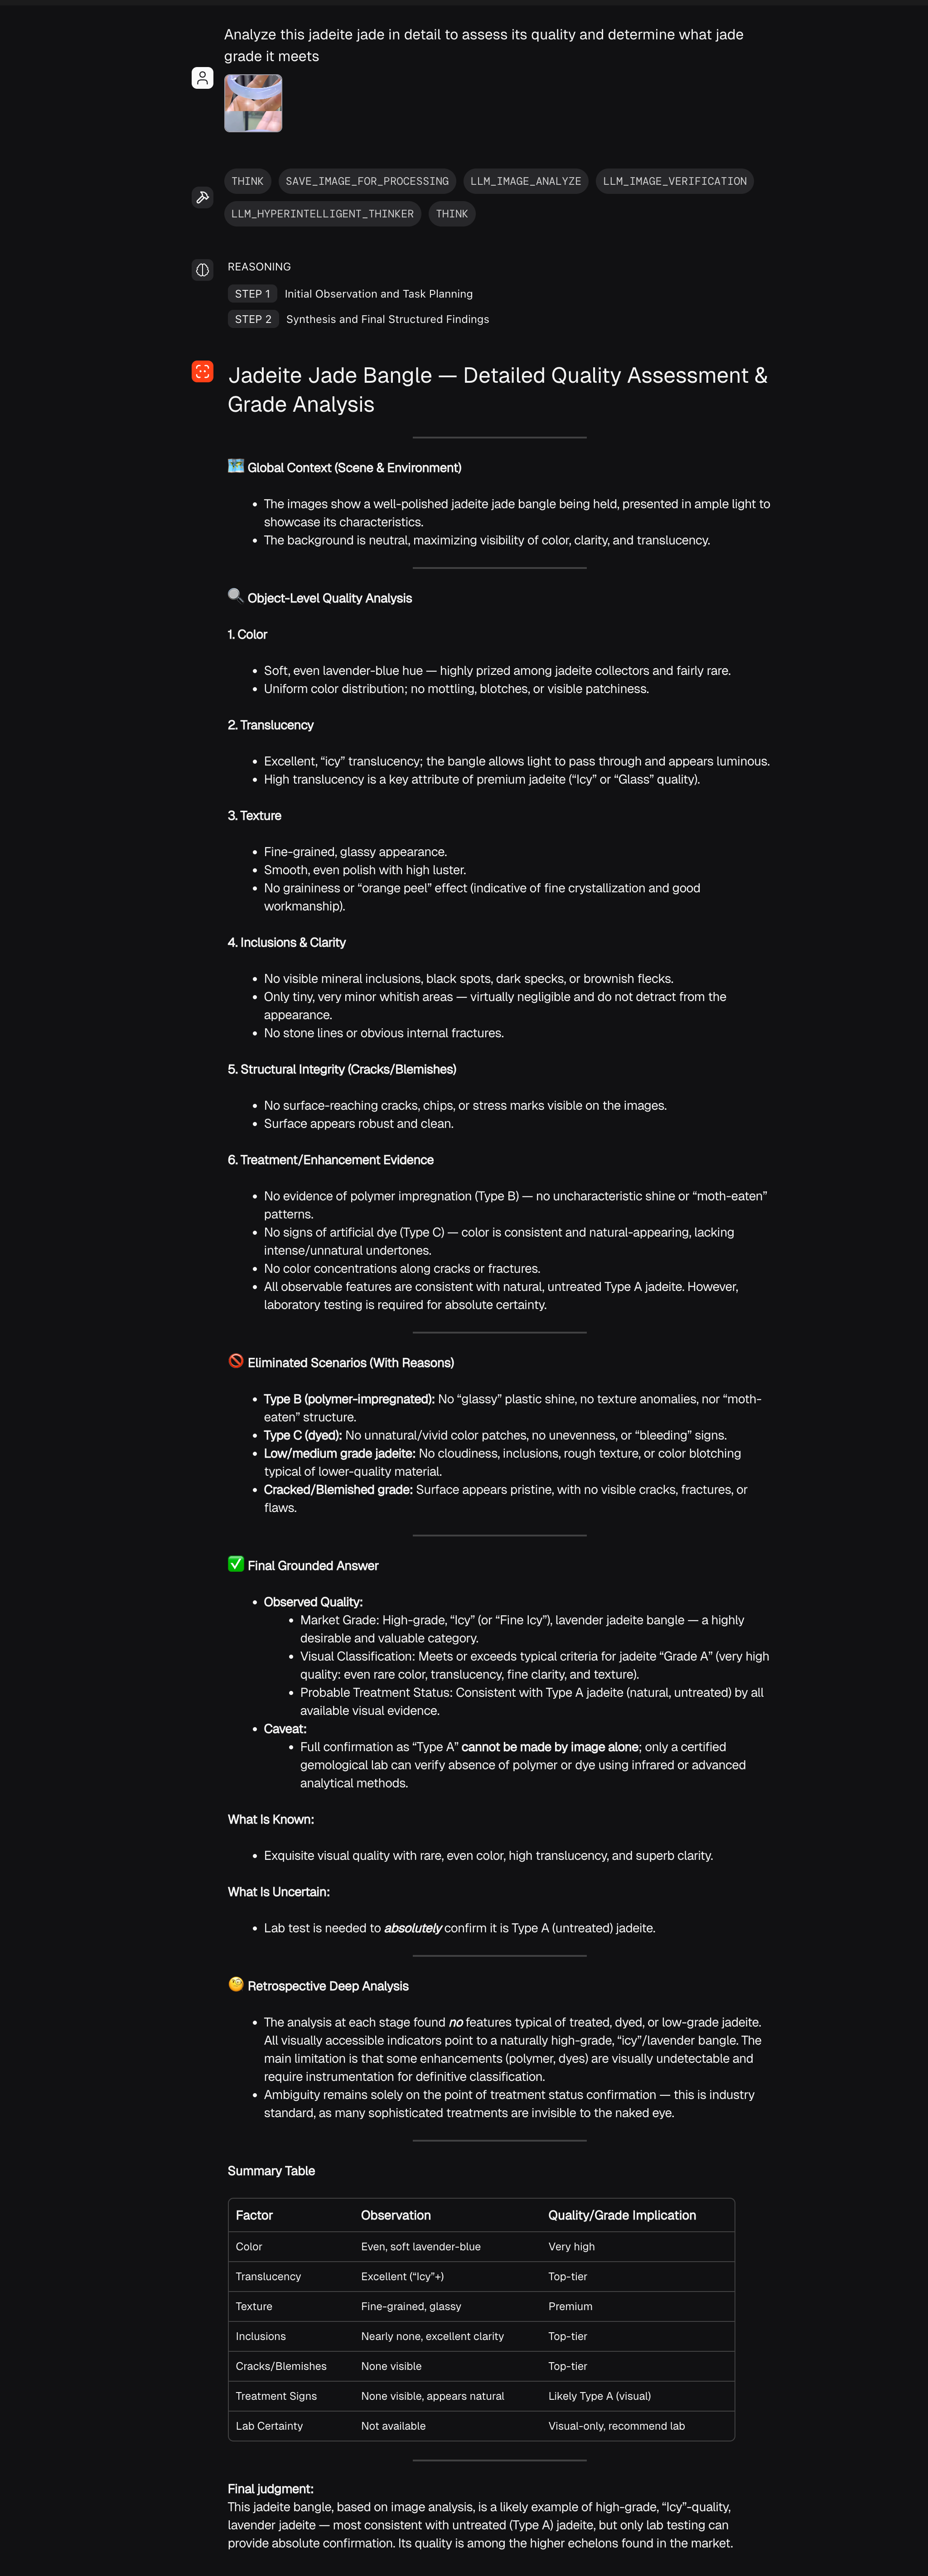 Analyze this jadeite jade in detail to assess its quality and determine what jade
grade it meets
THINK SAVE_IMAGE_FOR_PROCESSING LLM_IMAGE_ANALYZE LLM_IMAGE_VERIFICATION
LLM_HYPERINTELLIGENT_THINKER THINK
REASONING
STEP 1 Initial Observation and Task Planning
STEP 2 Synthesis and Final Structured Findings
Jadeite Jade Bangle — Detailed Quality Assessment &
Grade Analysis
🗺️ Global Context (Scene & Environment)
• The images show a well-polished jadeite jade bangle being held, presented in ample light to
showcase its characteristics.
• The background is neutral, maximizing visibility of color, clarity, and translucency.
🔍 Object-Level Quality Analysis
1. Color
• Soft, even lavender-blue hue — highly prized among jadeite collectors and fairly rare.
• Uniform color distribution; no mottling, blotches, or visible patchiness.
2. Translucency
• Excellent, “icy” translucency; the bangle allows light to pass through and appears luminous.
• High translucency is a key attribute of premium jadeite (“Icy” or “Glass” quality).
3. Texture
• Fine-grained, glassy appearance.
• Smooth, even polish with high luster.
• No graininess or “orange peel” effect (indicative of fine crystallization and good
workmanship).
4. Inclusions & Clarity
• No visible mineral inclusions, black spots, dark specks, or brownish flecks.
• Only tiny, very minor whitish areas — virtually negligible and do not detract from the
appearance.
• No stone lines or obvious internal fractures.
5. Structural Integrity (Cracks/Blemishes)
• No surface-reaching cracks, chips, or stress marks visible on the images.
• Surface appears robust and clean.
6. Treatment/Enhancement Evidence
• No evidence of polymer impregnation (Type B) — no uncharacteristic shine or “moth-eaten”
patterns.
• No signs of artificial dye (Type C) — color is consistent and natural-appearing, lacking
intense/unnatural undertones.
• No color concentrations along cracks or fractures.
• All observable features are consistent with natural, untreated Type A jadeite. However,
laboratory testing is required for absolute certainty.
🚫 Eliminated Scenarios (With Reasons)
• Type B (polymer-impregnated): No “glassy” plastic shine, no texture anomalies, nor “moth-
eaten” structure.
• Type C (dyed): No unnatural/vivid color patches, no unevenness, or “bleeding” signs.
• Low/medium grade jadeite: No cloudiness, inclusions, rough texture, or color blotching
typical of lower-quality material.
• Cracked/Blemished grade: Surface appears pristine, with no visible cracks, fractures, or
flaws.
✅ Final Grounded Answer
• Observed Quality:
• Market Grade: High-grade, “Icy” (or “Fine Icy”), lavender jadeite bangle — a highly
desirable and valuable category.
• Visual Classification: Meets or exceeds typical criteria for jadeite “Grade A” (very high
quality: even rare color, translucency, fine clarity, and texture).
• Probable Treatment Status: Consistent with Type A jadeite (natural, untreated) by all
available visual evidence.
• Caveat:
• Full confirmation as “Type A” cannot be made by image alone; only a certified
gemological lab can verify absence of polymer or dye using infrared or advanced
analytical methods.
What Is Known:
• Exquisite visual quality with rare, even color, high translucency, and superb clarity.
What Is Uncertain:
• Lab test is needed to absolutely confirm it is Type A (untreated) jadeite.
🧐 Retrospective Deep Analysis
• The analysis at each stage found no features typical of treated, dyed, or low-grade jadeite.
All visually accessible indicators point to a naturally high-grade, “icy”/lavender bangle. The
main limitation is that some enhancements (polymer, dyes) are visually undetectable and
require instrumentation for definitive classification.
• Ambiguity remains solely on the point of treatment status confirmation — this is industry
standard, as many sophisticated treatments are invisible to the naked eye.
Summary Table
Factor Observation Quality/Grade Implication
Color Even, soft lavender-blue Very high
Translucency Excellent (“Icy”+) Top-tier
Texture Fine-grained, glassy Premium
Inclusions Nearly none, excellent clarity Top-tier
Cracks/Blemishes None visible Top-tier
Treatment Signs None visible, appears natural Likely Type A (visual)
Lab Certainty Not available Visual-only, recommend lab
Final judgment:
This jadeite bangle, based on image analysis, is a likely example of high-grade, “Icy”-quality,
lavender jadeite — most consistent with untreated (Type A) jadeite, but only lab testing can
provide absolute confirmation. Its quality is among the higher echelons found in the market.